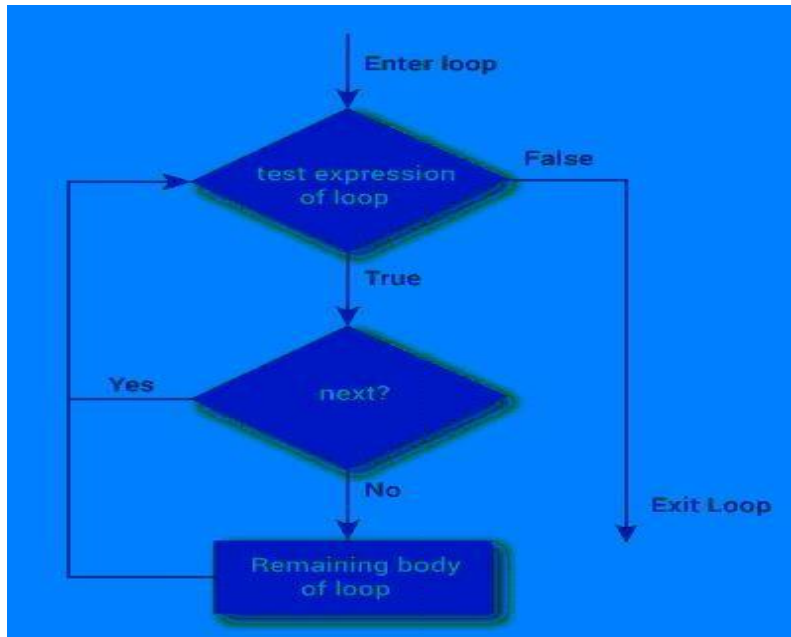 Enter loop
test expression
of loop
False
True
next?
Yes
No
Exit Loop
Remaining body
of loop